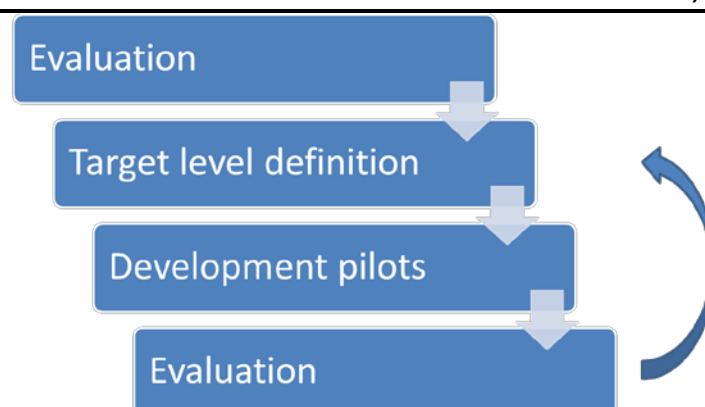 Evaluation
Target level definition
Development pilots
Evaluation